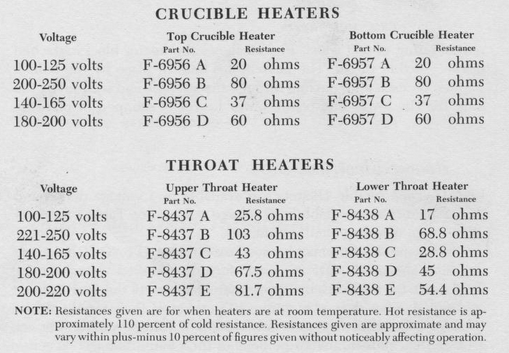 CRUCIBLE HEATERS
Voltage Top Crucible Heater Bottom Crucible Heater
Part No. Resistance Part No. Resistance
100-125 volts F-6956 A 20 ohms F-6957 A 20 ohms
200-250 volts F-6956 B 80 ohms F-6957 B 80 ohms
140-165 volts F-6956 C 37 ohms F-6957 C 37 ohms
180-200 volts F-6956 D 60 ohms F-6957 D 60 ohms
THROAT HEATERS
Voltage Upper Throat Heater Lower Throat Heater
Part No. Resistance Part No. Resistance
100-125 volts F-8437 A 25.8 ohms F-8438 A 17 ohms
221-250 volts F-8437 B 103 ohms F-8438 B 68.8 ohms
140-165 volts F-8437 C 43 ohms F-8438 C 28.8 ohms
180-200 volts F-8437 D 67.5 ohms F-8438 D 45 ohms
200-220 volts F-8437 E 81.7 ohms F-8438 E 54.4 ohms
NOTE: Resistances given are for when heaters are at room temperature. Hot resistance is ap-
proximately 110 percent of cold resistance. Resistances given are approximate and may
vary within plus-minus 10 percent of figures given without noticeably affecting operation.